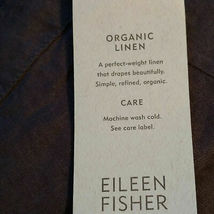 ORGANIC
LINEN
A perfect-weight linen
that drapes beautifully.
Simple, refined, organic.
CARE
Machine wash cold.
See care label.
EILEEN
FISHER